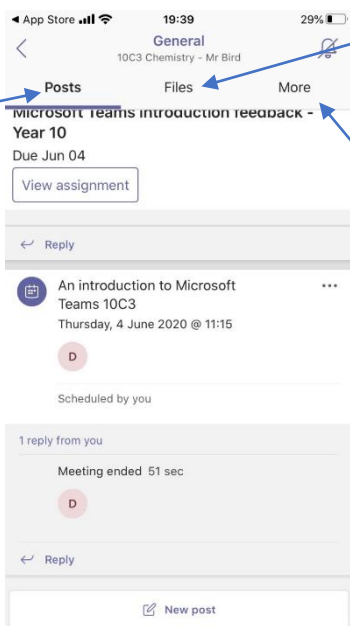 App Store 19:39 29%
General
10C3 Chemistry - Mr Bird
Posts Files More
Microsoft Teams introduction feedback -
Year 10
Due Jun 04
View assignment
Reply
An introduction to Microsoft
Teams 10C3
Thursday, 4 June 2020 @ 11:15
D
Scheduled by you
1 reply from you
Meeting ended 51 sec
D
Reply
New post